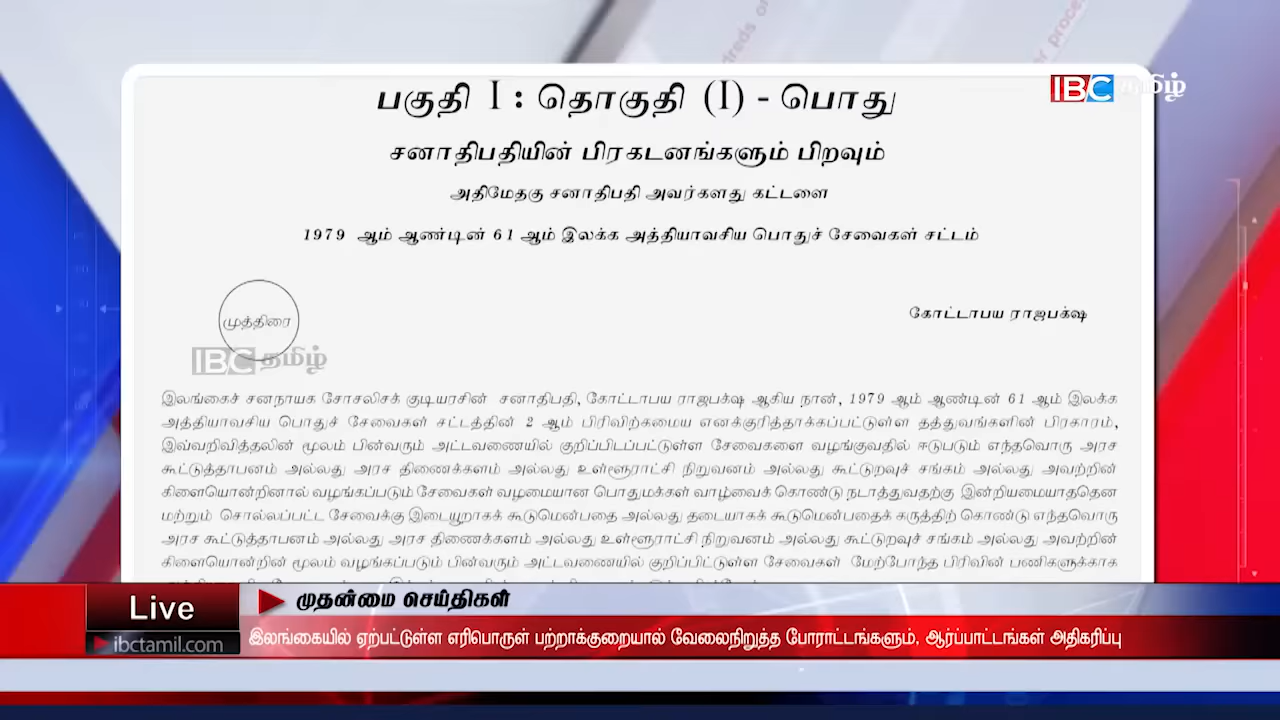 பகுதி I : தொகுதி (I) - பொது
IBC தமிழ்
சனாதிபதியின் பிரகடனங்களும் பிறவும்
அதிமேதகு சனாதிபதி அவர்களது கட்டளை
1979 ஆம் ஆண்டின் 61 ஆம் இலக்க அத்தியாவசிய பொதுச் சேவைகள் சட்டம்
முத்திரை
கோட்டாபய ராஜபக்ஷ
IBC தமிழ்
இலங்கைச் சனநாயக சோசலிசக் குடியரசின் சனாதிபதி, கோட்டாபய ராஜபக்ஷ ஆகிய நான், 1979 ஆம் ஆண்டின் 61 ஆம் இலக்க
அத்தியாவசிய பொதுச் சேவைகள் சட்டத்தின் 2 ஆம் பிரிவிற்கமைய எனக்குரித்தாக்கப்பட்டுள்ள தத்துவங்களின் பிரகாரம்,
இவ்வறிவித்தலின் மூலம் பின்வரும் அட்டவணையில் குறிப்பிடப்பட்டுள்ள சேவைகளை வழங்குவதில் ஈடுபடும் எந்தவொரு அரச
கூட்டுத்தாபனம் அல்லது அரச திணைக்களம் அல்லது உள்ளூராட்சி நிறுவனம் அல்லது கூட்டுறவுச் சங்கம் அல்லது அவற்றின்
கிளையொன்றினால் வழங்கப்படும் சேவைகள் வழமையான பொதுமக்கள் வாழ்வைக் கொண்டு நடாத்துவதற்கு இன்றியமையாததென
மற்றும் சொல்லப்பட்ட சேவைக்கு இடையூறாகக் கூடுமென்பதை அல்லது தடையாகக் கூடுமென்பதைக் கருத்திற் கொண்டு எந்தவொரு
அரச கூட்டுத்தாபனம் அல்லது அரச திணைக்களம் அல்லது உள்ளூராட்சி நிறுவனம் அல்லது கூட்டுறவுச் சங்கம் அல்லது அவற்றின்
கிளையொன்றின் மூலம் வழங்கப்படும் பின்வரும் அட்டவணையில் குறிப்பிட்டுள்ள சேவைகள் மேற்போந்த பிரிவின் பணிகளுக்காக
Live
முதன்மை செய்திகள்
ibctamil.com
இலங்கையில் ஏற்பட்டுள்ள எரிபொருள் பற்றாக்குறையால் வேலைநிறுத்த போராட்டங்களும், ஆர்ப்பாட்டங்கள் அதிகரிப்பு